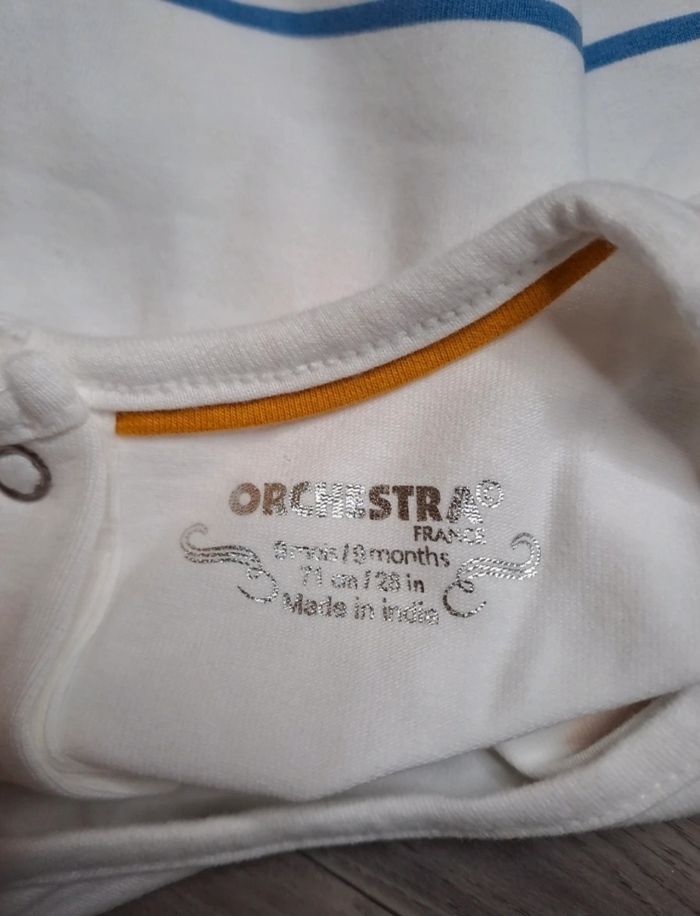 ORCHESTRA©
FRANCE
9 mois / 9 months
71 cm / 28 in
Made in india